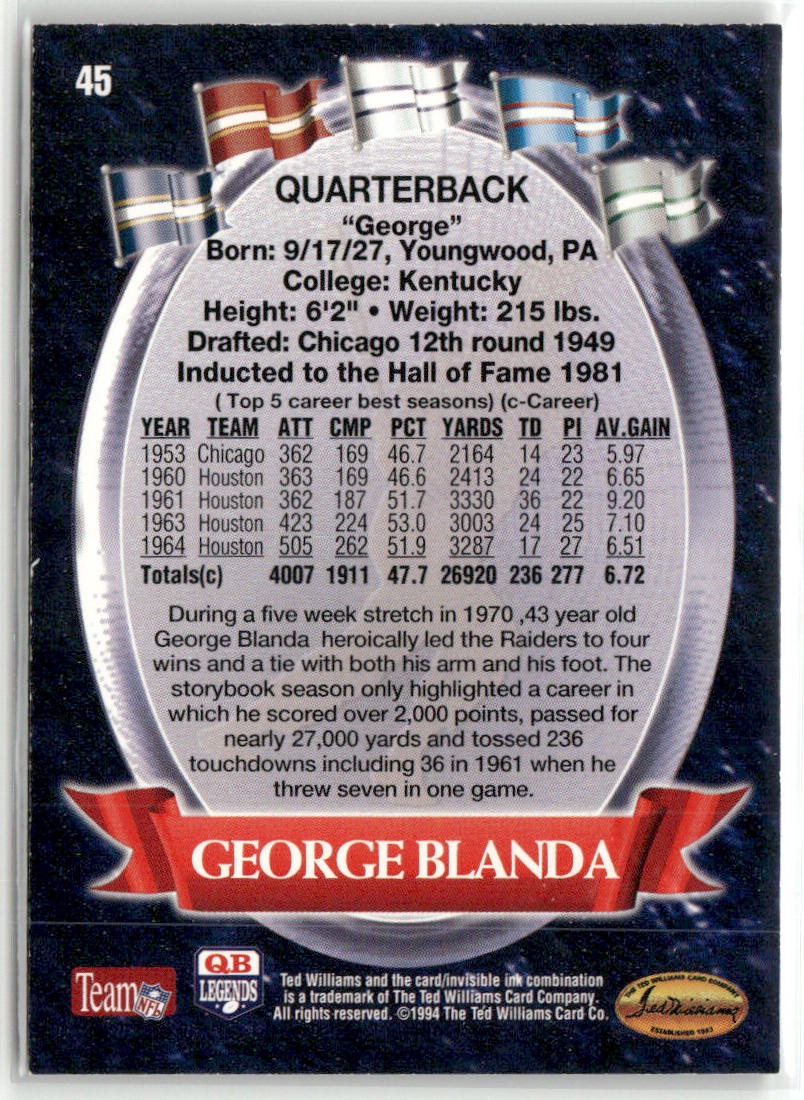 45
QUARTERBACK
“George”
Born: 9/17/27, Youngwood, PA
College: Kentucky
Height: 6'2" • Weight: 215 lbs.
Drafted: Chicago 12th round 1949
Inducted to the Hall of Fame 1981
( Top 5 career best seasons) (c-Career)
YEAR TEAM ATT CMP PCT YARDS TD PI AV.GAIN
1953 Chicago 362 169 46.7 2164 14 23 5.97
1960 Houston 363 169 46.6 2413 24 22 6.65
1961 Houston 362 187 51.7 3330 36 22 9.20
1963 Houston 423 224 53.0 3003 24 25 7.10
1964 Houston 505 262 51.9 3287 17 27 6.51
Totals(c) 4007 1911 47.7 26920 236 277 6.72
During a five week stretch in 1970 ,43 year old
George Blanda heroically led the Raiders to four
wins and a tie with both his arm and his foot. The
storybook season only highlighted a career in
which he scored over 2,000 points, passed for
nearly 27,000 yards and tossed 236
touchdowns including 36 in 1961 when he
threw seven in one game.
GEORGE BLANDA
Team NFL
QB
LEGENDS
Ted Williams and the card/invisible ink combination
is a trademark of The Ted Williams Card Company.
All rights reserved. ©1994 The Ted Williams Card Co.
THE TED WILLIAMS CARD COMPANY
Ted Williams
ESTABLISHED 1993